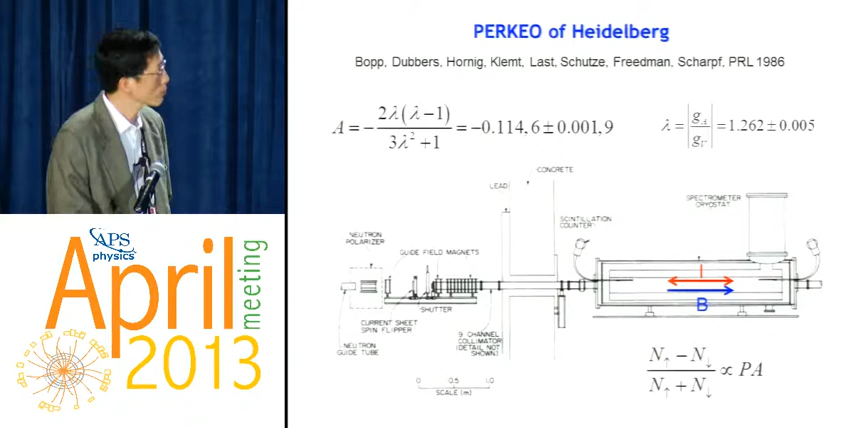 PERKEO of Heidelberg
Bopp, Dubbers, Hornig, Klemt, Last, Schutze, Freedman, Scharpf, PRL 1986
A = − 2λ(λ−1) / 3λ² + 1 = −0.114,6 ± 0.001,9
λ = |g_A / g_V| = 1.262 ± 0.005
CONCRETE
LEAD
SPECTROMETER
CRYOSTAT
SCINTILLATION
COUNTER
NEUTRON
POLARIZER
GUIDE FIELD MAGNETS
I
B
SHUTTER
CURRENT SHEET
SPIN FLIPPER
NEUTRON
GUIDE TUBE
9 CHANNEL
COLLIMATOR
(DETAIL NOT
SHOWN)
0 0.5 1.0
SCALE (m)
N↑ − N↓ / N↑ + N↓ ∝ PA
APS
physics
April
meeting
2013